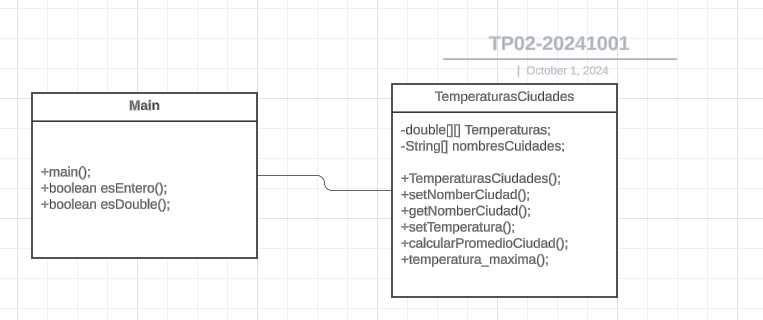 TP02-20241001
| October 1, 2024
Main
+main();
+boolean esEntero();
+boolean esDouble();
TemperaturasCiudades
-double[][] Temperaturas;
-String[] nombresCuidades;
+TemperaturasCiudades();
+setNomberCiudad();
+getNomberCiudad();
+setTemperatura();
+calcularPromedioCiudad();
+temperatura_maxima();